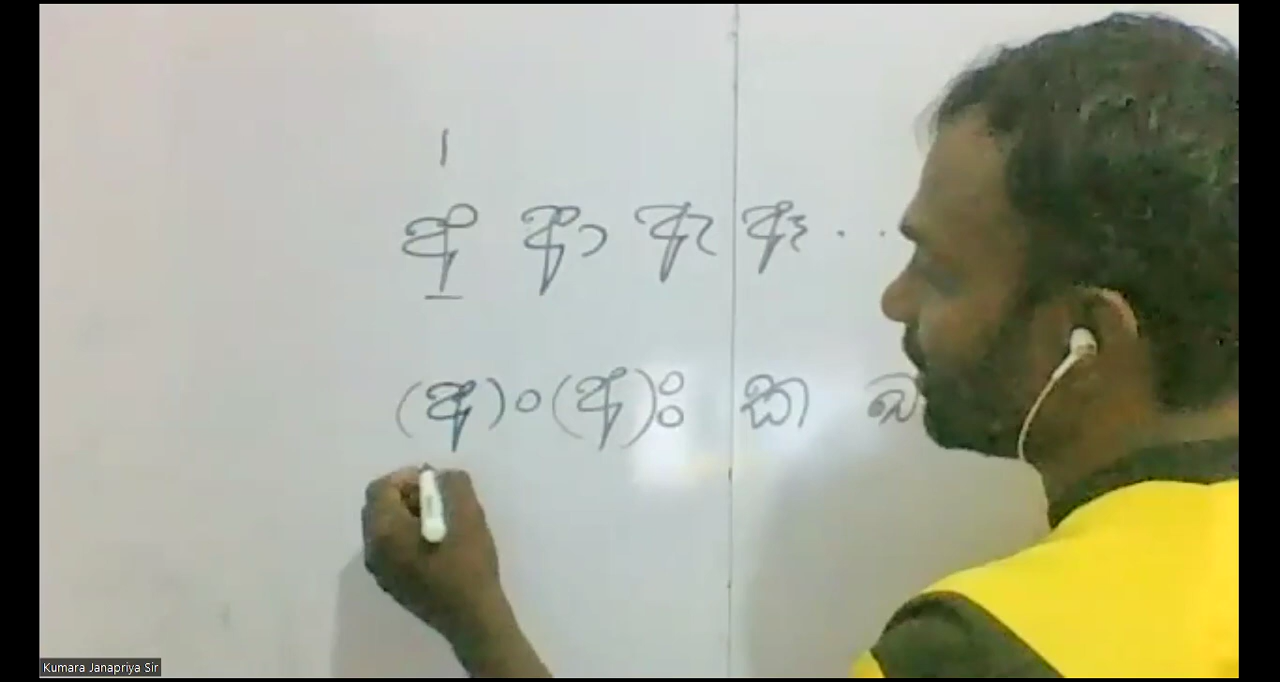 I
අ ආ ඇ ඈ . .
(අ)ං (අ)ඃ ක
Kumara Janapriya Sir